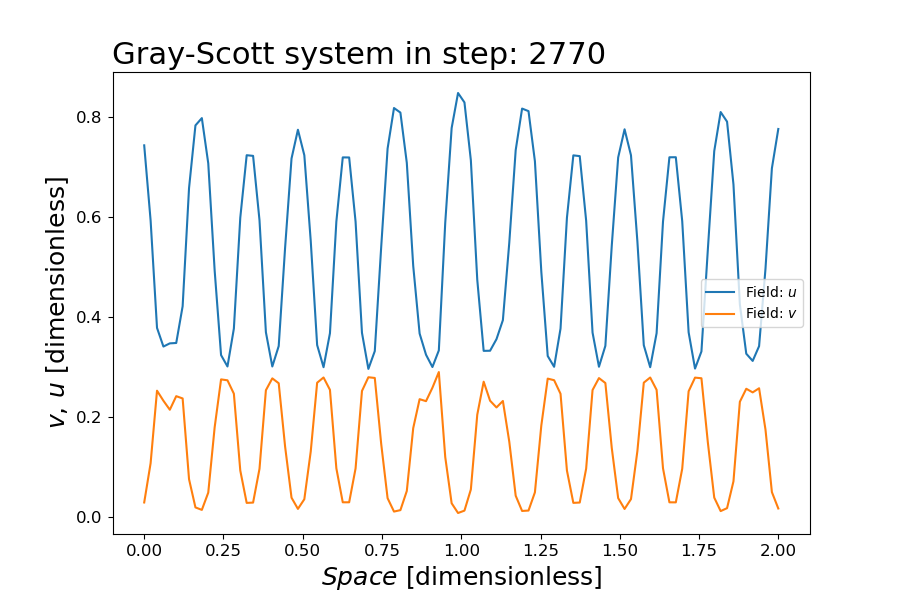 Gray-Scott system in step: 2770
v, u [dimensionless]
0.8
0.6
0.4
0.2
0.0
Field: u
Field: v
0.00 0.25 0.50 0.75 1.00 1.25 1.50 1.75 2.00
Space [dimensionless]